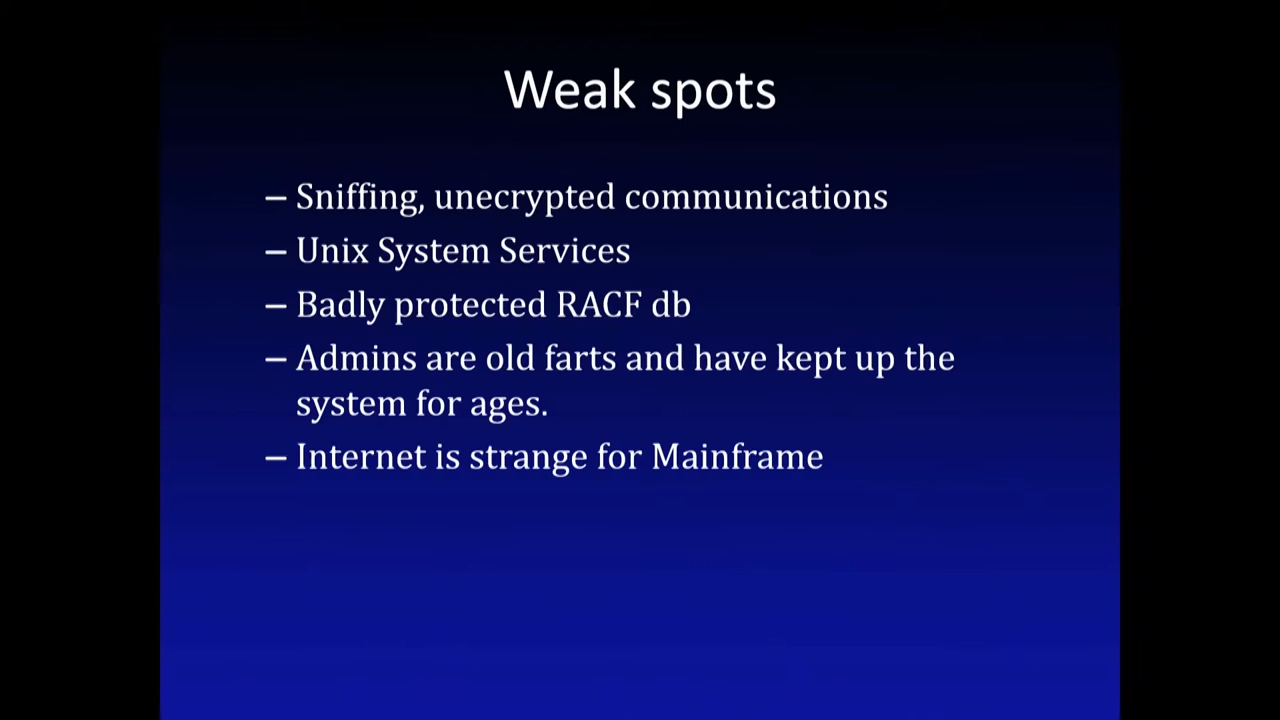 Weak spots
– Sniffing, unecrypted communications
– Unix System Services
– Badly protected RACF db
– Admins are old farts and have kept up the
system for ages.
– Internet is strange for Mainframe